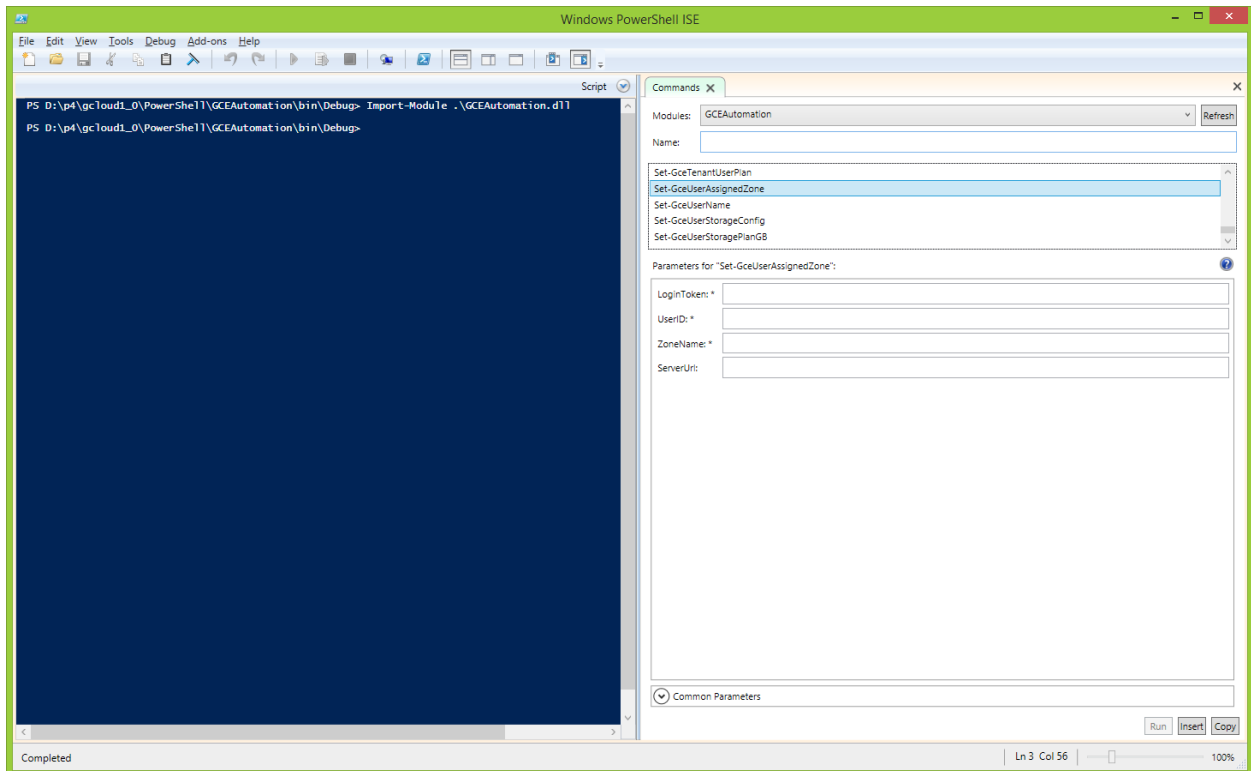 Windows PowerShell ISE
File Edit View Tools Debug Add-ons Help
Script
PS D:\p4\gcloud1_0\PowerShell\GCEAutomation\bin\Debug> Import-Module .\GCEAutomation.dll
PS D:\p4\gcloud1_0\PowerShell\GCEAutomation\bin\Debug>
Commands
Modules: GCEAutomation Refresh
Name:
Set-GceTenantUserPlan
Set-GceUserAssignedZone
Set-GceUserName
Set-GceUserStorageConfig
Set-GceUserStoragePlanGB
Parameters for "Set-GceUserAssignedZone":
LoginToken: *
UserID: *
ZoneName: *
ServerUrl:
Common Parameters
Run Insert Copy
Completed Ln 3 Col 56 100%